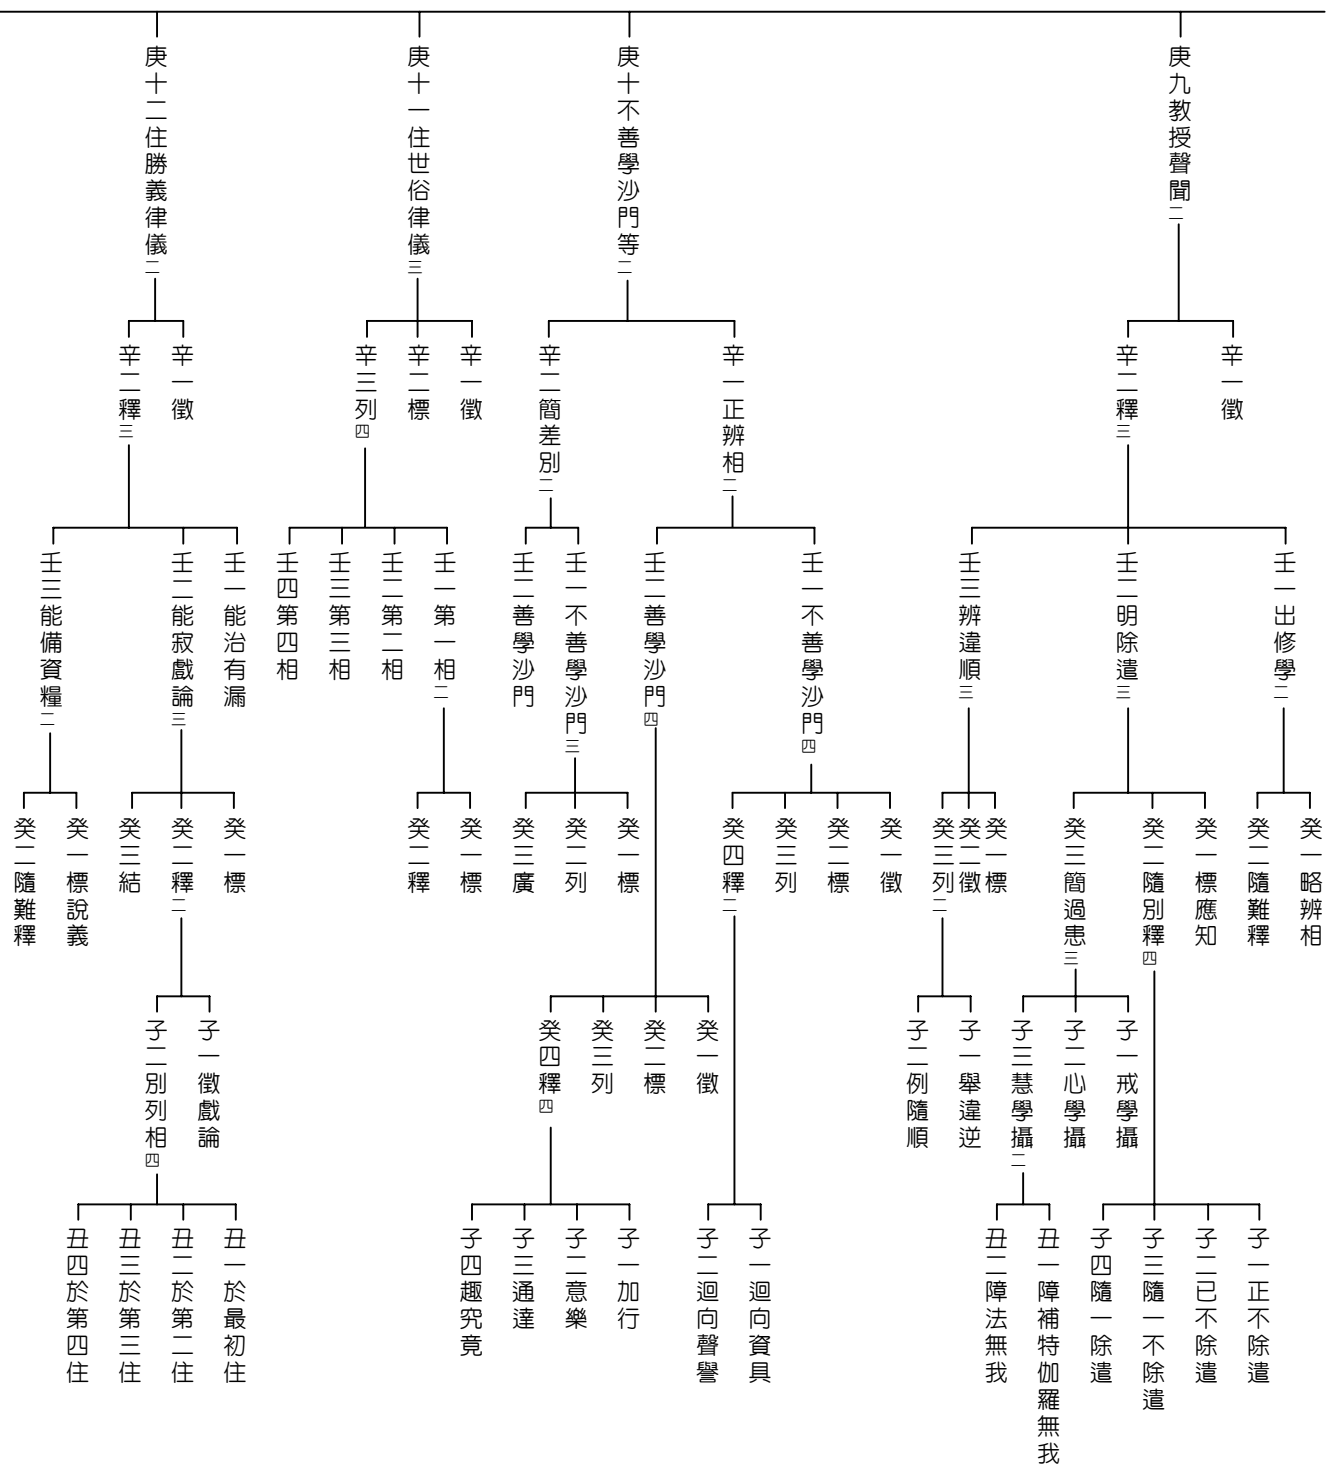 庚九教授聲聞二
辛一徵
辛二釋三
壬一出修學二
癸一略辨相
癸二隨難釋
壬二明除遣三
癸一標應知
癸二隨別釋四
子一正不除遣
子二已不除遣
子三隨一不除遣
子四隨一除遣
癸三簡過患三
子一戒學攝
子二心學攝
子三慧學攝二
丑一障補特伽羅無我
丑二障法無我
壬三辨違順三
癸一標
癸二徵
癸三列二
子一舉違逆
子二例隨順
庚十不善學沙門等二
辛一正辨相二
壬一不善學沙門四
癸一徵
癸二標
癸三列
癸四釋二
子一迴向資具
子二迴向聲譽
壬二善學沙門四
癸一徵
癸二標
癸三列
癸四釋四
子一加行
子二意樂
子三通達
子四趣究竟
辛二簡差別二
壬一不善學沙門三
癸一標
癸二列
癸三廣
壬二善學沙門
庚十一住世俗律儀三
辛一徵
辛二標
辛三列四
壬一第一相二
癸一標
癸二釋
壬二第二相
壬三第三相
壬四第四相
庚十二住勝義律儀二
辛一徵
辛二釋三
壬一能治有漏
壬二能寂戲論三
癸一標
癸二釋二
子一徵戲論
子二別列相四
丑一於最初住
丑二於第二住
丑三於第三住
丑四於第四住
癸三結
壬三能備資糧二
癸一標說義
癸二隨難釋